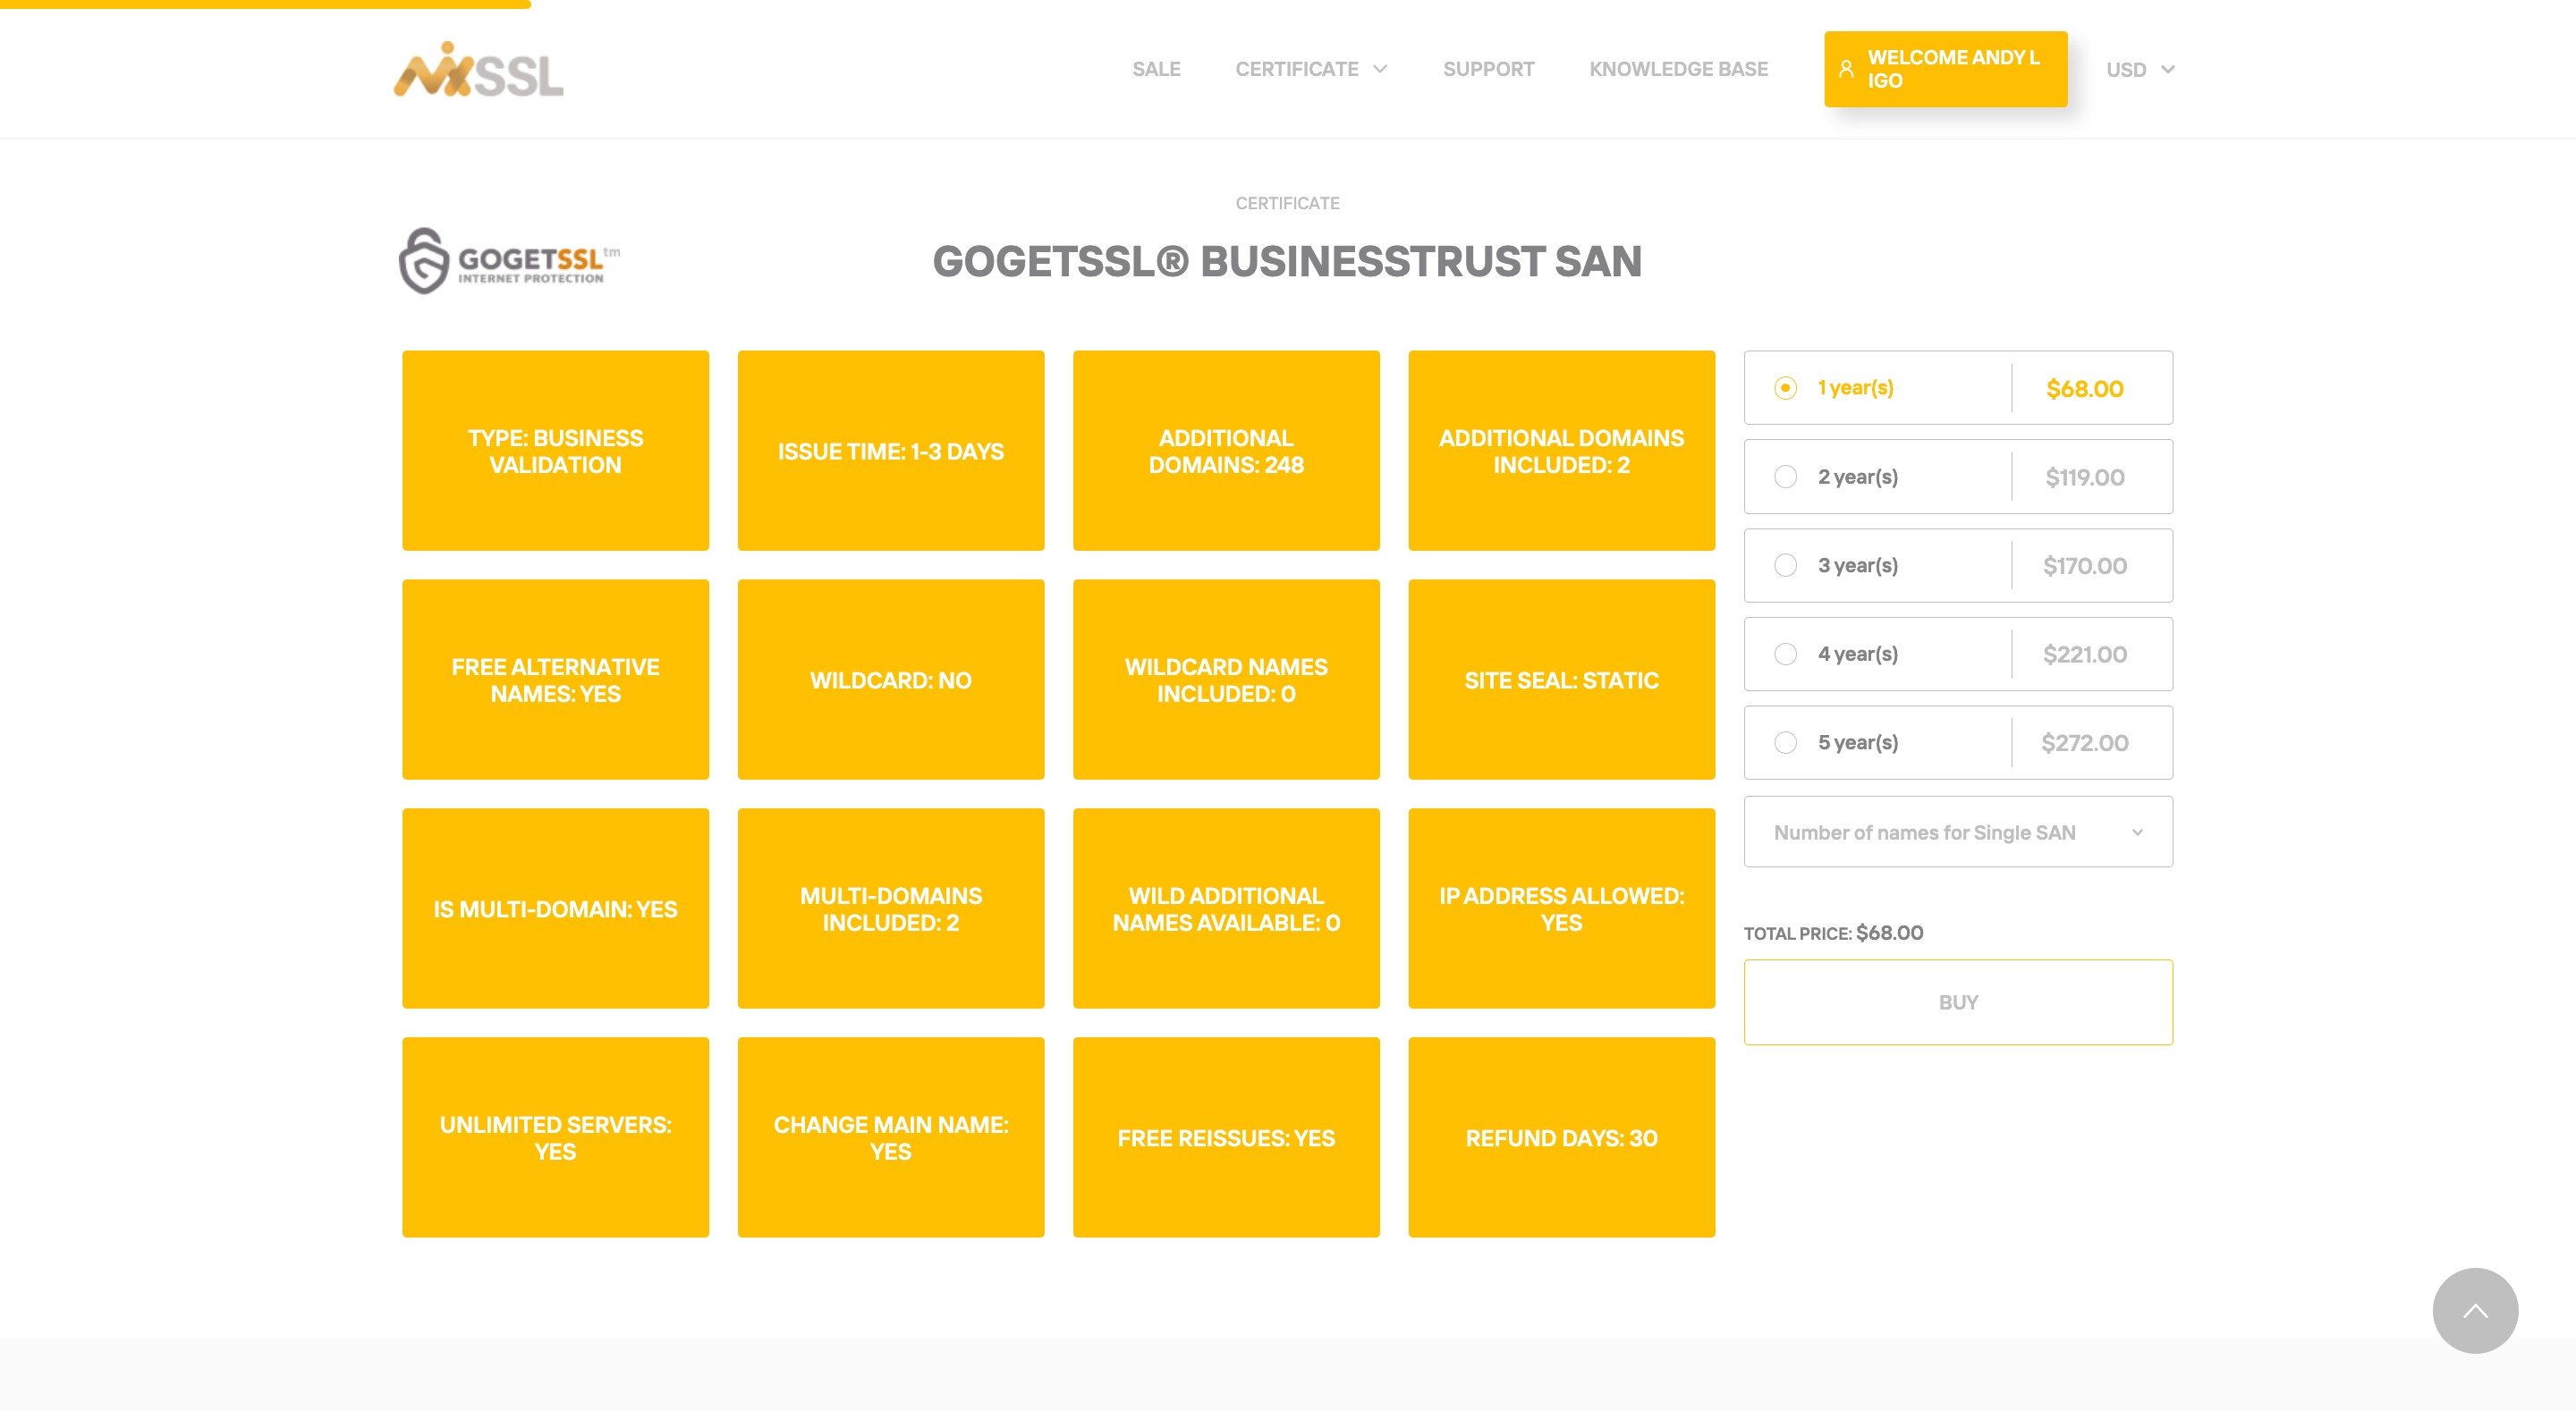 NIXSSL
SALE
CERTIFICATE
SUPPORT
KNOWLEDGE BASE
WELCOME ANDY L
IGO
USD
CERTIFICATE
GOGETSSL™
INTERNET PROTECTION
GOGETSSL® BUSINESSTRUST SAN
TYPE: BUSINESS
VALIDATION
ISSUE TIME: 1-3 DAYS
ADDITIONAL
DOMAINS: 248
ADDITIONAL DOMAINS
INCLUDED: 2
FREE ALTERNATIVE
NAMES: YES
WILDCARD: NO
WILDCARD NAMES
INCLUDED: 0
SITE SEAL: STATIC
IS MULTI-DOMAIN: YES
MULTI-DOMAINS
INCLUDED: 2
WILD ADDITIONAL
NAMES AVAILABLE: 0
IP ADDRESS ALLOWED:
YES
UNLIMITED SERVERS:
YES
CHANGE MAIN NAME:
YES
FREE REISSUES: YES
REFUND DAYS: 30
1 year(s) $68.00
2 year(s) $119.00
3 year(s) $170.00
4 year(s) $221.00
5 year(s) $272.00
Number of names for Single SAN
TOTAL PRICE: $68.00
BUY